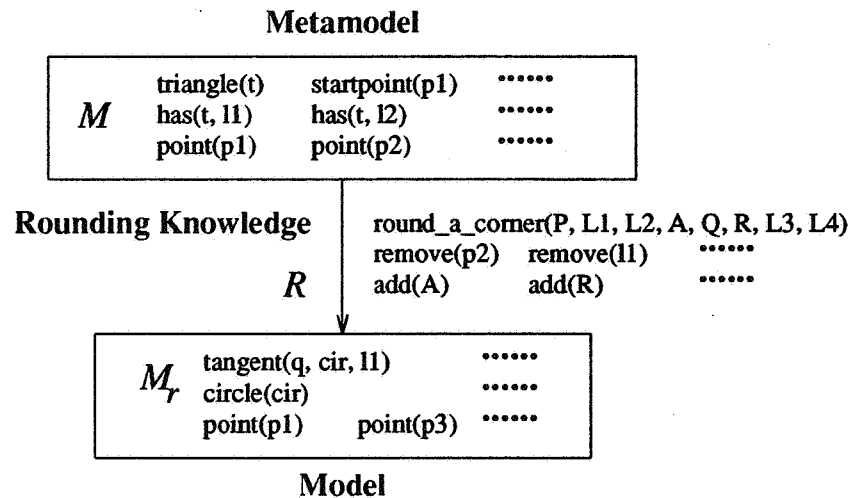 Metamodel
M
triangle(t) startpoint(p1) ••••••
has(t, l1) has(t, l2) ••••••
point(p1) point(p2) ••••••
Rounding Knowledge
R
round_a_corner(P, L1, L2, A, Q, R, L3, L4)
remove(p2) remove(l1) ••••••
add(A) add(R) ••••••
Mr
tangent(q, cir, l1) ••••••
circle(cir) ••••••
point(p1) point(p3) ••••••
Model